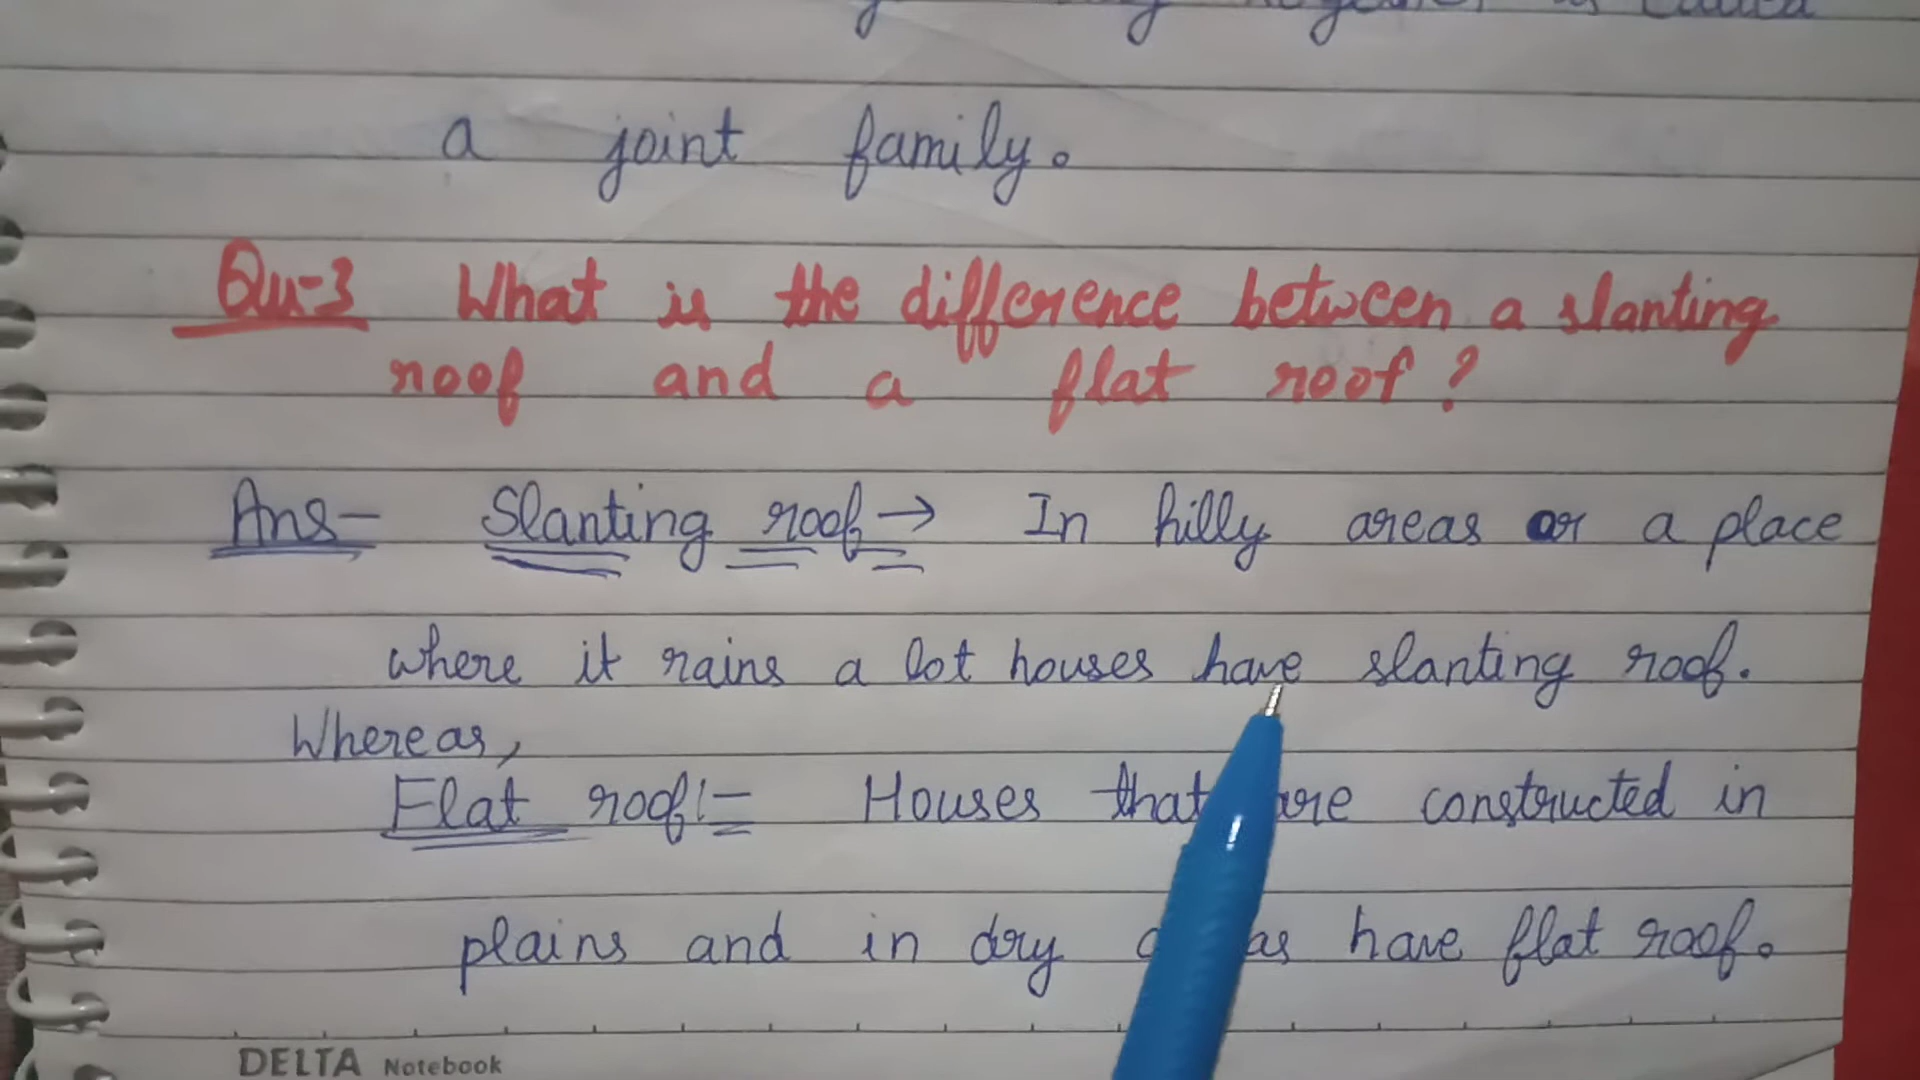 a joint family.
Qu-3 What is the difference between a slanting
roof and a flat roof?
Ans- Slanting roof → In hilly areas or a place
where it rains a lot houses have slanting roof.
Whereas,
Flat roof:- Houses that are constructed in
plains and in dry have flat roof.
DELTA Notebook